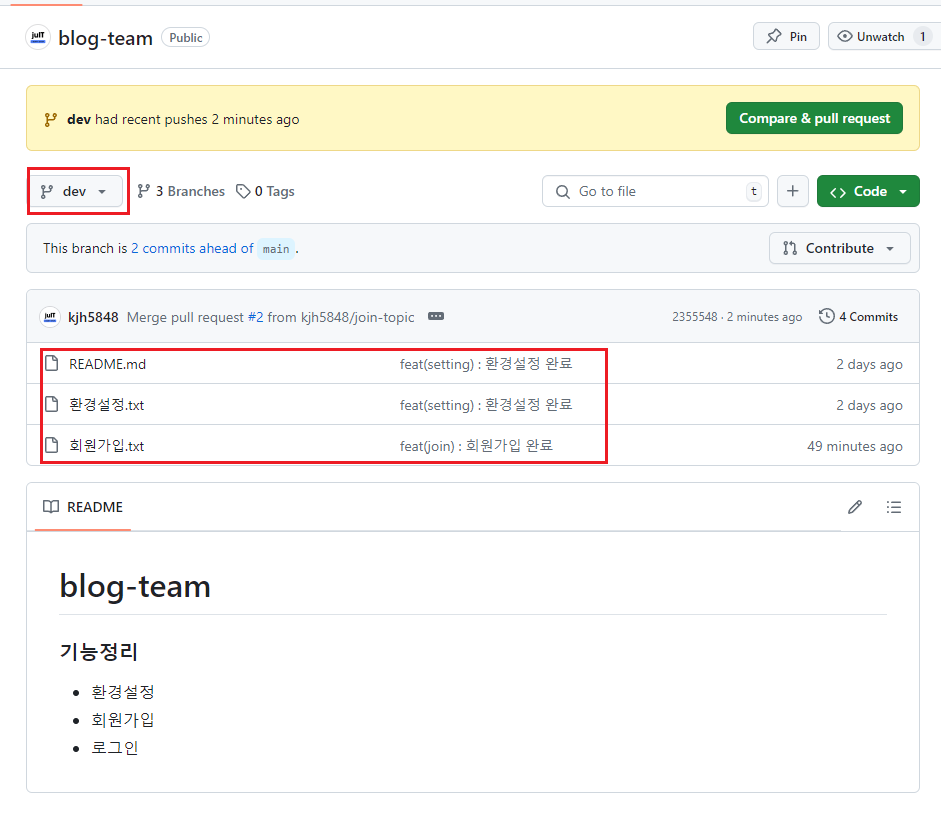 juIT blog-team Public Pin Unwatch 1
dev had recent pushes 2 minutes ago Compare & pull request
dev 3 Branches 0 Tags Go to file t Code
This branch is 2 commits ahead of main . Contribute
juIT kjh5848 Merge pull request #2 from kjh5848/join-topic 2355548 · 2 minutes ago 4 Commits
README.md feat(setting) : 환경설정 완료 2 days ago
환경설정.txt feat(setting) : 환경설정 완료 2 days ago
회원가입.txt feat(join) : 회원가입 완료 49 minutes ago
README
blog-team
기능정리
환경설정
회원가입
로그인